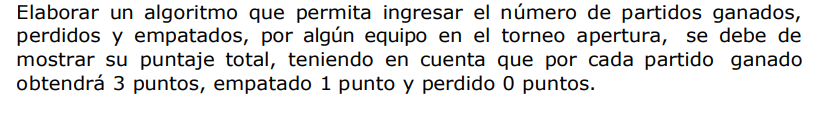 Elaborar un algoritmo que permita ingresar el número de partidos ganados,
perdidos y empatados, por algún equipo en el torneo apertura, se debe de
mostrar su puntaje total, teniendo en cuenta que por cada partido ganado
obtendrá 3 puntos, empatado 1 punto y perdido 0 puntos.